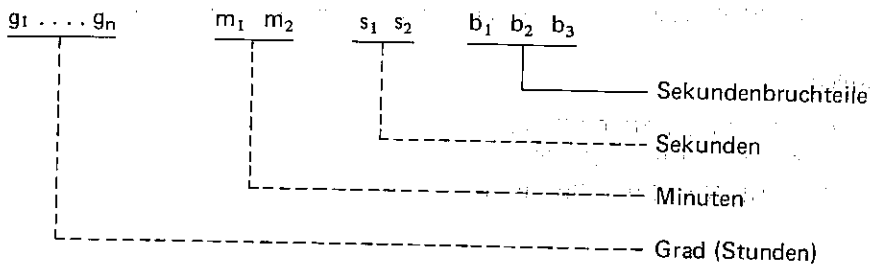 g₁ . . . . gₙ m₁ m₂ s₁ s₂ b₁ b₂ b₃
Sekundenbruchteile
Sekunden
Minuten
Grad (Stunden)